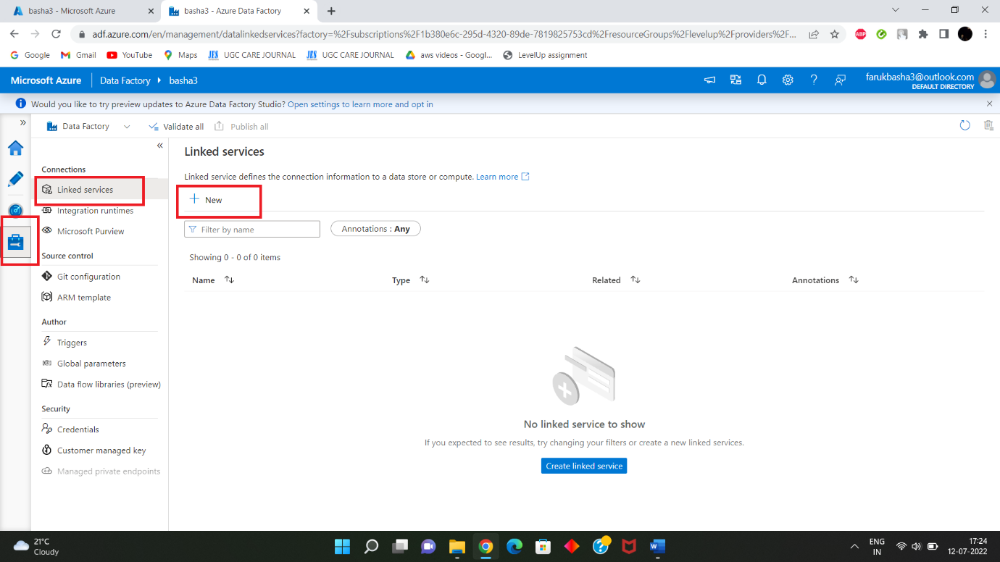 basha3 - Microsoft Azure
basha3 - Azure Data Factory
adf.azure.com/en/management/datalinkedservices?factory=%2Fsubscriptions%2F1b380e6c-295d-4320-89de-7819825753cd%2FresourceGroups%2Flevelup%2Fproviders%2F...
ABP
Google
Gmail
YouTube
Maps
JES UGC CARE JOURNAL
JES UGC CARE JOURNAL
aws videos - Googl...
LevelUp assignment
Microsoft Azure
Data Factory
basha3
farukbasha3@outlook.com
DEFAULT DIRECTORY
Would you like to try preview updates to Azure Data Factory Studio? Open settings to learn more and opt in
Data Factory
Validate all
Publish all
Connections
Linked services
Integration runtimes
Microsoft Purview
Source control
Git configuration
ARM template
Author
Triggers
Global parameters
Data flow libraries (preview)
Security
Credentials
Customer managed key
Managed private endpoints
Linked services
Linked service defines the connection information to a data store or compute. Learn more
New
Filter by name
Annotations : Any
Showing 0 - 0 of 0 items
Name
Type
Related
Annotations
No linked service to show
If you expected to see results, try changing your filters or create a new linked services.
Create linked service
21°C
Cloudy
ENG
IN
17:24
12-07-2022